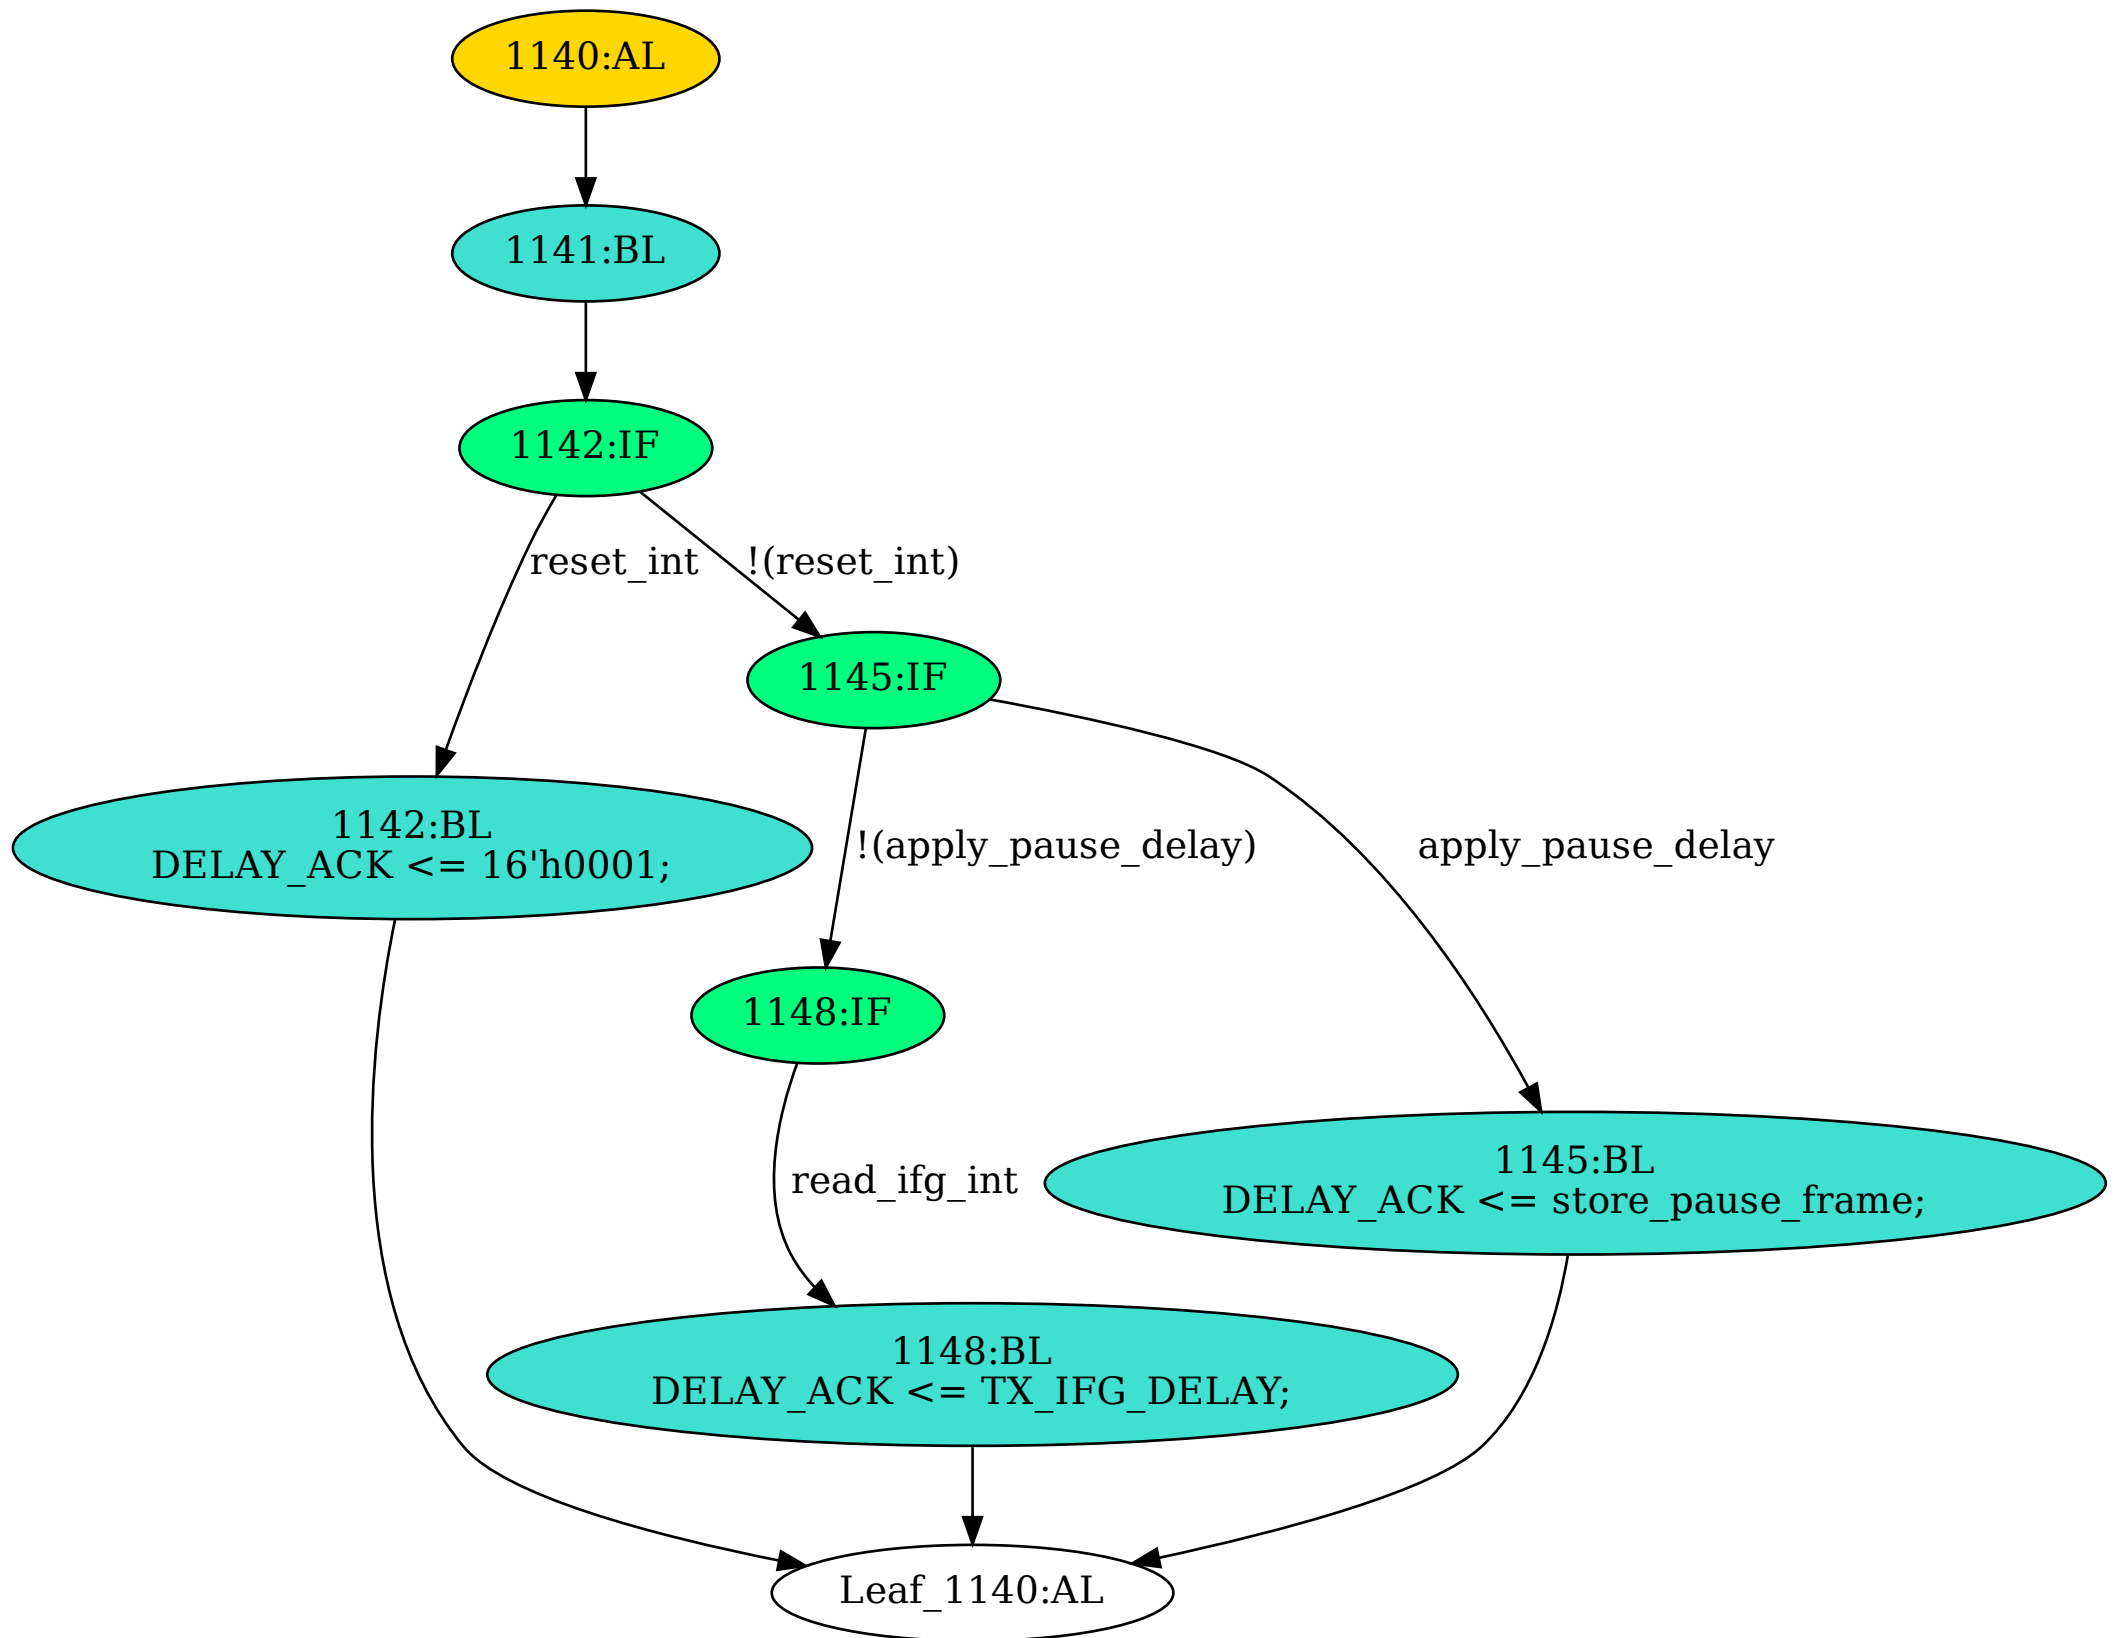 1140:AL
1141:BL
1142:IF
reset_int
!(reset_int)
1145:IF
1142:BL
DELAY_ACK <= 16'h0001;
!(apply_pause_delay)
apply_pause_delay
1148:IF
read_ifg_int
1145:BL
DELAY_ACK <= store_pause_frame;
1148:BL
DELAY_ACK <= TX_IFG_DELAY;
Leaf_1140:AL